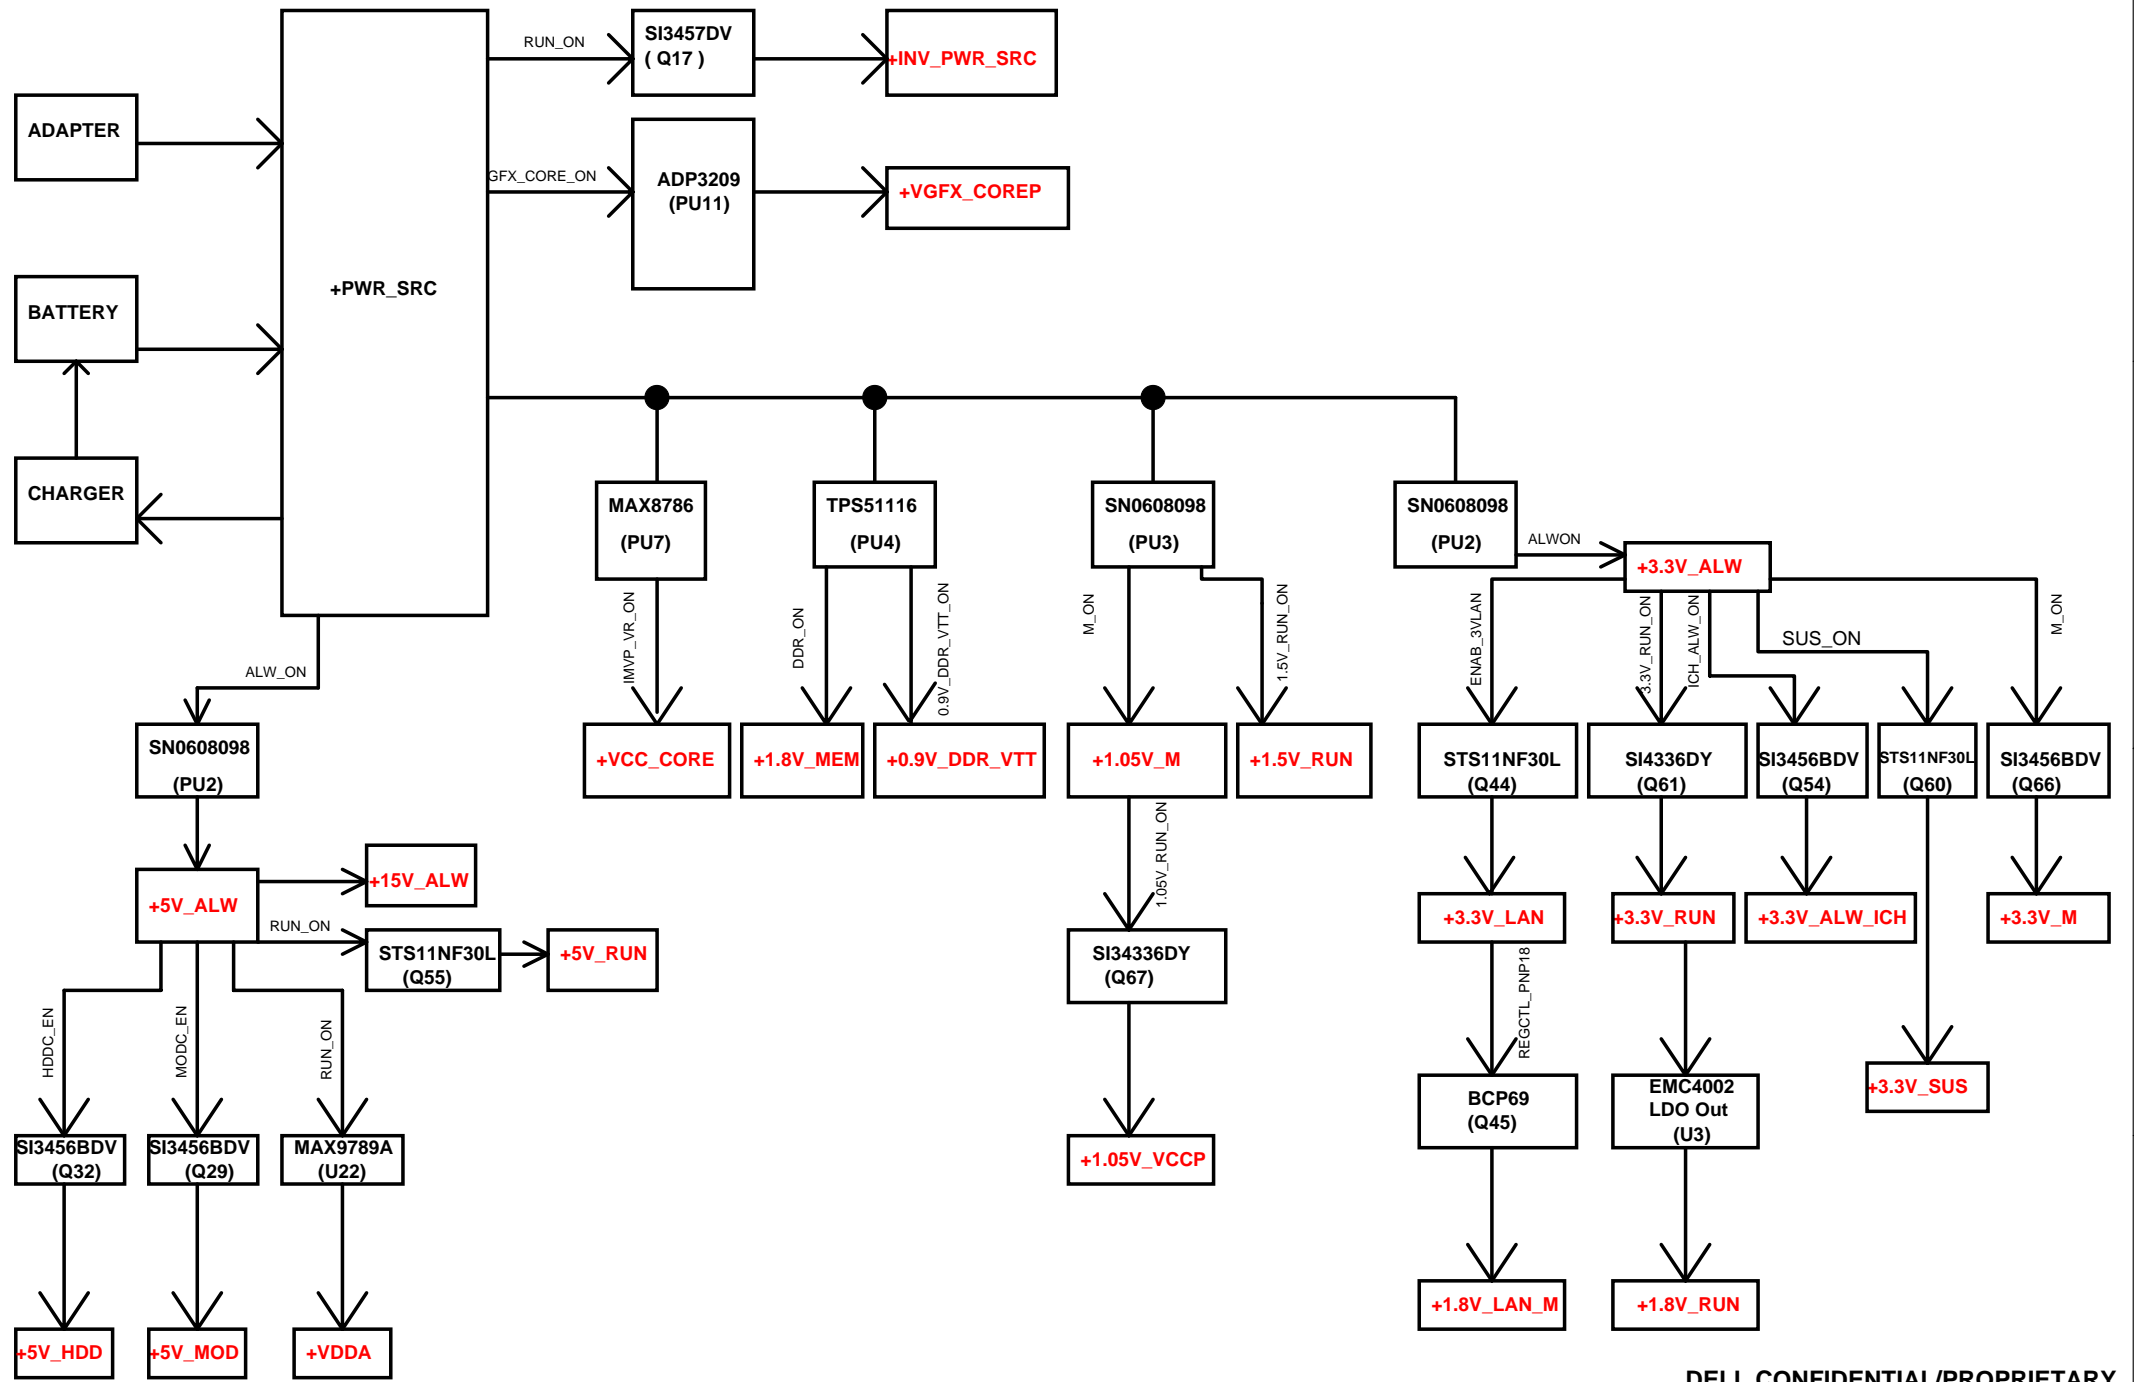 RUN_ON
SI3457DV
( Q17 )
+INV_PWR_SRC
ADAPTER
GFX_CORE_ON
ADP3209
(PU11)
+VGFX_COREP
+PWR_SRC
BATTERY
CHARGER
MAX8786
(PU7)
TPS51116
(PU4)
SN0608098
(PU3)
SN0608098
(PU2)
ALWON
+3.3V_ALW
ALW_ON
IMVP_VR_ON
DDR_ON
0.9V_DDR_VTT_ON
M_ON
1.5V_RUN_ON
ENAB_3VLAN
3.3V_RUN_ON
ICH_ALW_ON
SUS_ON
M_ON
SN0608098
(PU2)
+VCC_CORE
+1.8V_MEM
+0.9V_DDR_VTT
+1.05V_M
+1.5V_RUN
STS11NF30L
(Q44)
SI4336DY
(Q61)
SI3456BDV
(Q54)
STS11NF30L
(Q60)
SI3456BDV
(Q66)
+15V_ALW
+5V_ALW
RUN_ON
STS11NF30L
(Q55)
+5V_RUN
1.05V_RUN_ON
SI34336DY
(Q67)
+3.3V_LAN
+3.3V_RUN
+3.3V_ALW_ICH
+3.3V_M
HDDC_EN
MODC_EN
RUN_ON
REGCTL_PNP18
BCP69
(Q45)
EMC4002
LDO Out
(U3)
+3.3V_SUS
SI3456BDV
(Q32)
SI3456BDV
(Q29)
MAX9789A
(U22)
+1.05V_VCCP
+1.8V_LAN_M
+1.8V_RUN
+5V_HDD
+5V_MOD
+VDDA
DELL CONFIDENTIAL/PROPRIETARY